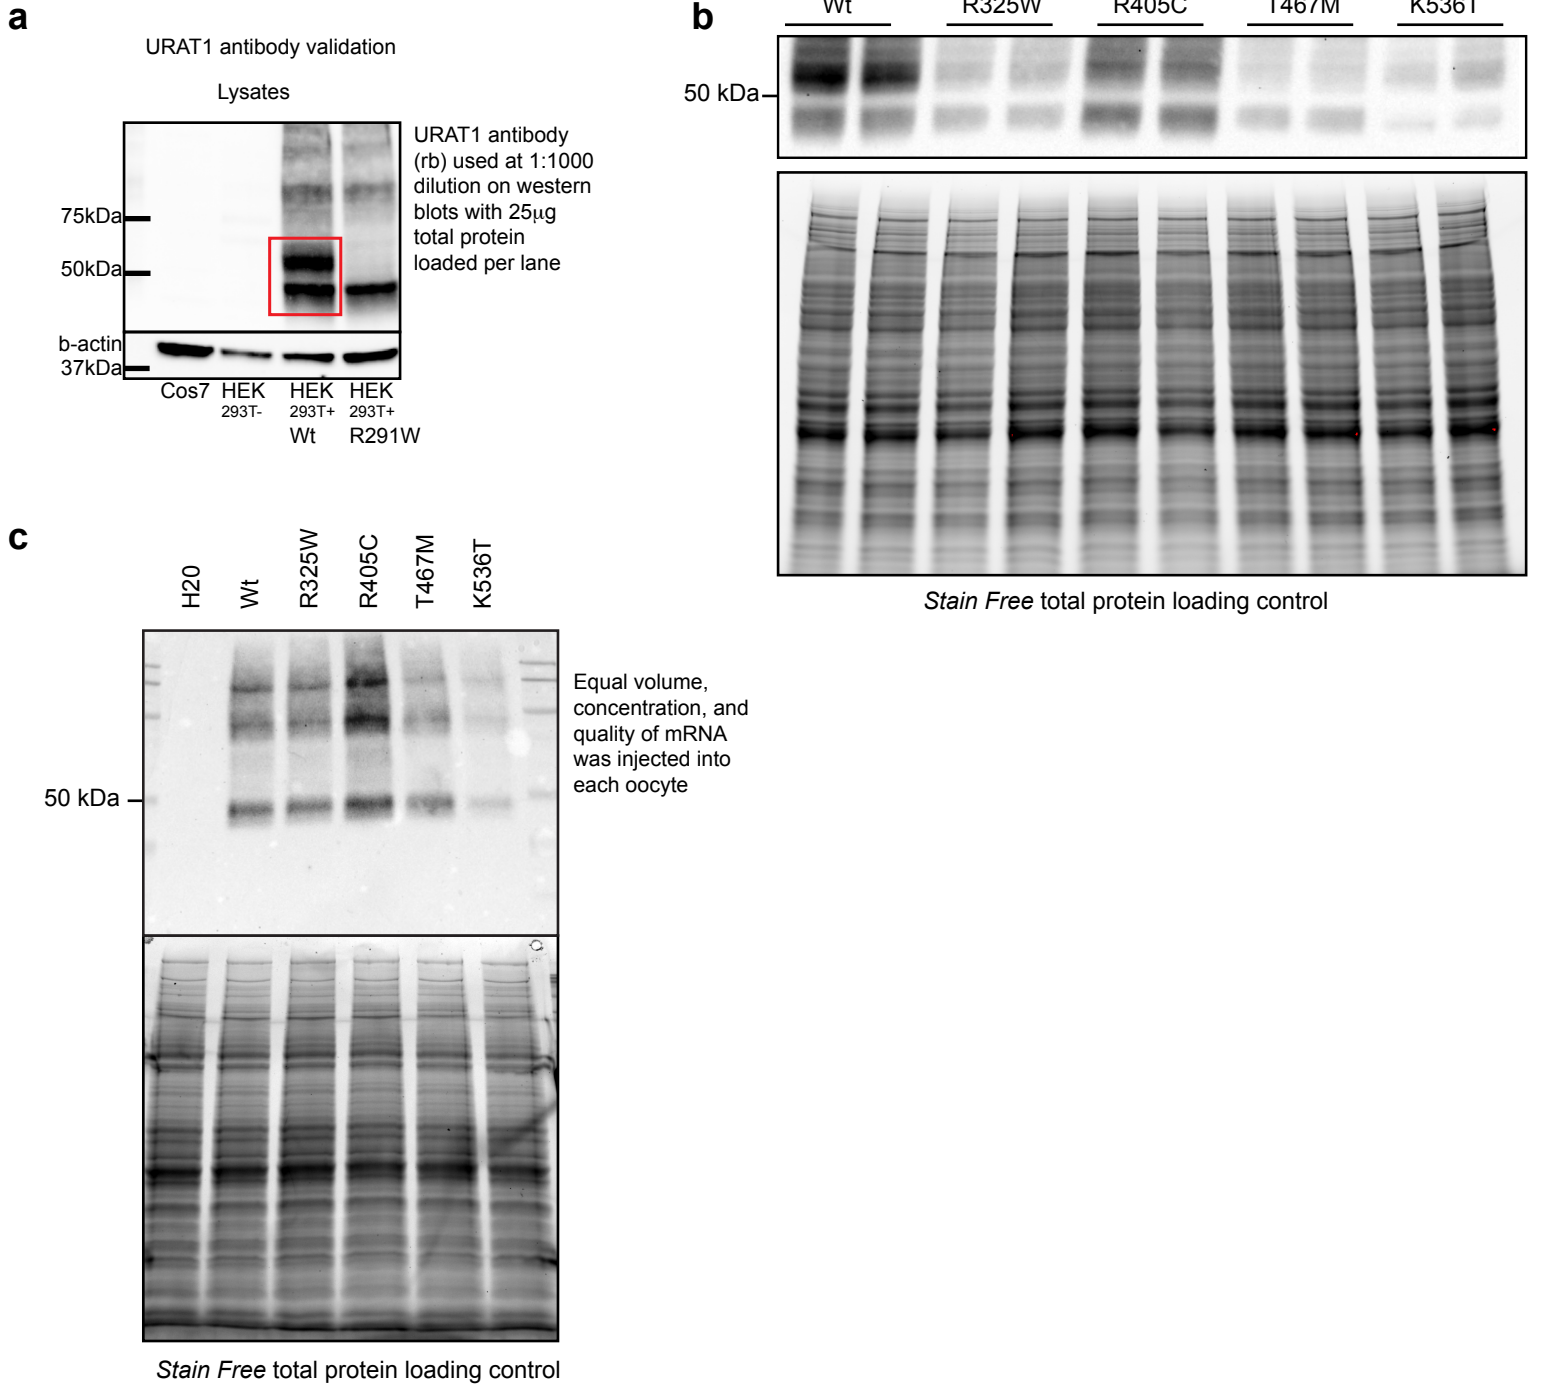 a
URAT1 antibody validation
Lysates
URAT1 antibody
(rb) used at 1:1000
dilution on western
blots with 25μg
total protein
loaded per lane
75kDa
50kDa
b-actin
37kDa
Cos7 HEK HEK HEK
293T- 293T+ 293T+
Wt R291W
b
Wt R325W R405C T467M K536T
50 kDa
Stain Free total protein loading control
c
H20 Wt R325W R405C T467M K536T
50 kDa
Equal volume,
concentration, and
quality of mRNA
was injected into
each oocyte
Stain Free total protein loading control